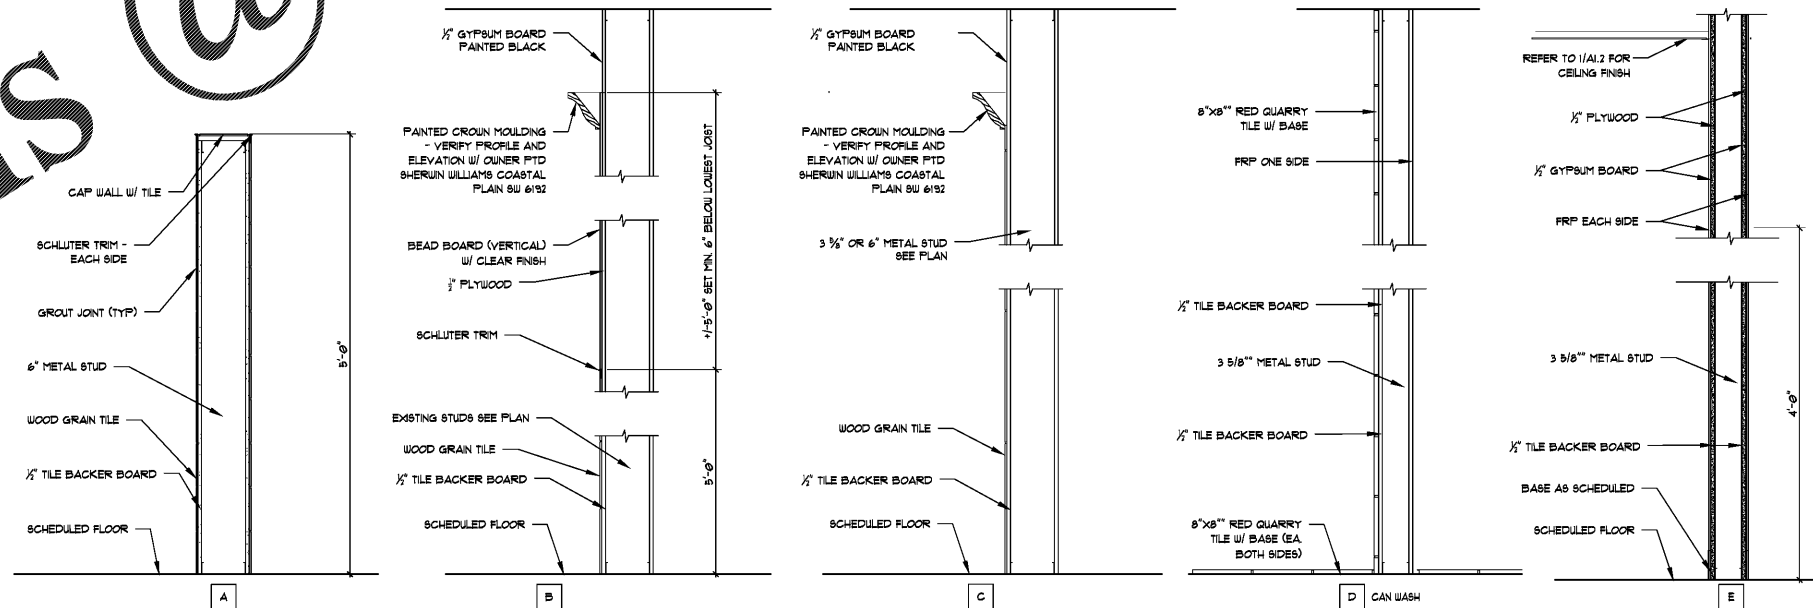 s @
CAP WALL W/ TILE
SCHLUTER TRIM -
EACH SIDE
GROUT JOINT (TYP)
6" METAL STUD
WOOD GRAIN TILE
½" TILE BACKER BOARD
SCHEDULED FLOOR
5'-0"
A
½" GYPSUM BOARD
PAINTED BLACK
PAINTED CROWN MOULDING
- VERIFY PROFILE AND
ELEVATION W/ OWNER PTD
SHERWIN WILLIAMS COASTAL
PLAIN SW 6192
BEAD BOARD (VERTICAL)
W/ CLEAR FINISH
½" PLYWOOD
SCHLUTER TRIM
EXISTING STUDS SEE PLAN
WOOD GRAIN TILE
½" TILE BACKER BOARD
SCHEDULED FLOOR
+/-5'-0" SET MIN. 6" BELOW LOWEST JOIST
5'-0"
B
½" GYPSUM BOARD
PAINTED BLACK
PAINTED CROWN MOULDING
- VERIFY PROFILE AND
ELEVATION W/ OWNER PTD
SHERWIN WILLIAMS COASTAL
PLAIN SW 6192
3 ⅝" OR 6" METAL STUD
SEE PLAN
WOOD GRAIN TILE
½" TILE BACKER BOARD
SCHEDULED FLOOR
C
8"X8"" RED QUARRY
TILE W/ BASE
FRP ONE SIDE
½" TILE BACKER BOARD
3 5/8"" METAL STUD
½" TILE BACKER BOARD
8"X8"" RED QUARRY
TILE W/ BASE (EA.
BOTH SIDES)
D CAN WASH
REFER TO 1/A1.2 FOR
CEILING FINISH
½" PLYWOOD
½" GYPSUM BOARD
FRP EACH SIDE
3 5/8"" METAL STUD
½" TILE BACKER BOARD
BASE AS SCHEDULED
SCHEDULED FLOOR
4'-0"
E